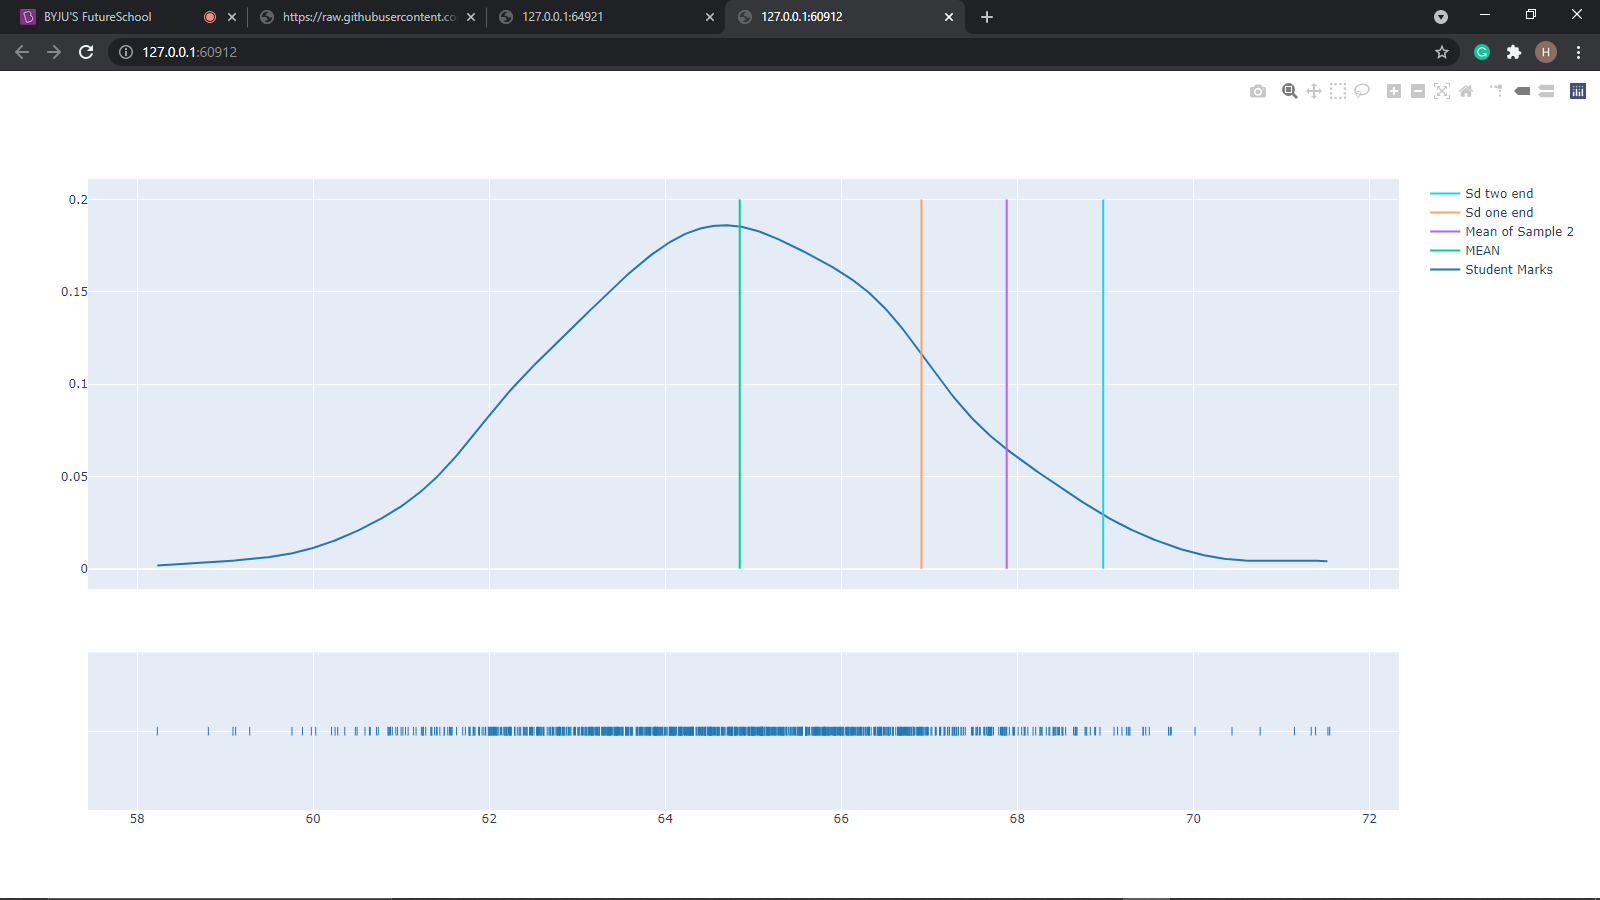 BYJU'S FutureSchool
https://raw.githubusercontent.co
127.0.0.1:64921
127.0.0.1:60912
127.0.0.1:60912
H
Sd two end
Sd one end
Mean of Sample 2
MEAN
Student Marks
0.2
0.15
0.1
0.05
0
58 60 62 64 66 68 70 72